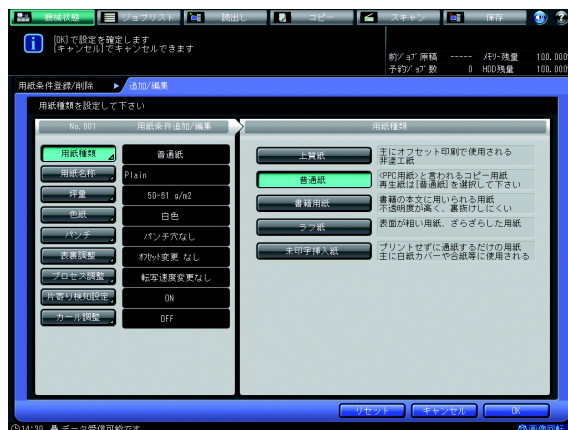 機械状態 ジョブリスト 読出し コピー スキャン 保存
[OK]で設定を確定します
[キャンセル]でキャンセルできます
前ジョブ原稿 ----- メモリー残量 100.000
予約ジョブ数 0 HDD残量 100.000
用紙条件登録/削除 ▶ 追加/編集
用紙種類を設定して下さい
No.001 用紙条件追加/編集 用紙種類
用紙種類 普通紙
用紙名称 Plain
坪量 50-61 g/m2
色紙 白色
パンチ パンチ穴なし
表裏調整 オフセット変更 なし
プロセス調整 転写速度変更なし
片寄り検知設定 ON
カール調整 OFF
上質紙 主にオフセット印刷で使用される
非塗工紙
普通紙 <PPC用紙>と言われるコピー用紙
再生紙は[普通紙]を選択して下さい
書籍用紙 書籍の本文に用いられる用紙
不透明度が高く、裏抜けしにくい
ラフ紙 表面が粗い用紙、ざらざらした用紙
未印字挿入紙 プリントせずに通紙するだけの用紙
主に白紙カバーや合紙等に使用される
リセット キャンセル OK
14:30 データ受信可能です 画像回転